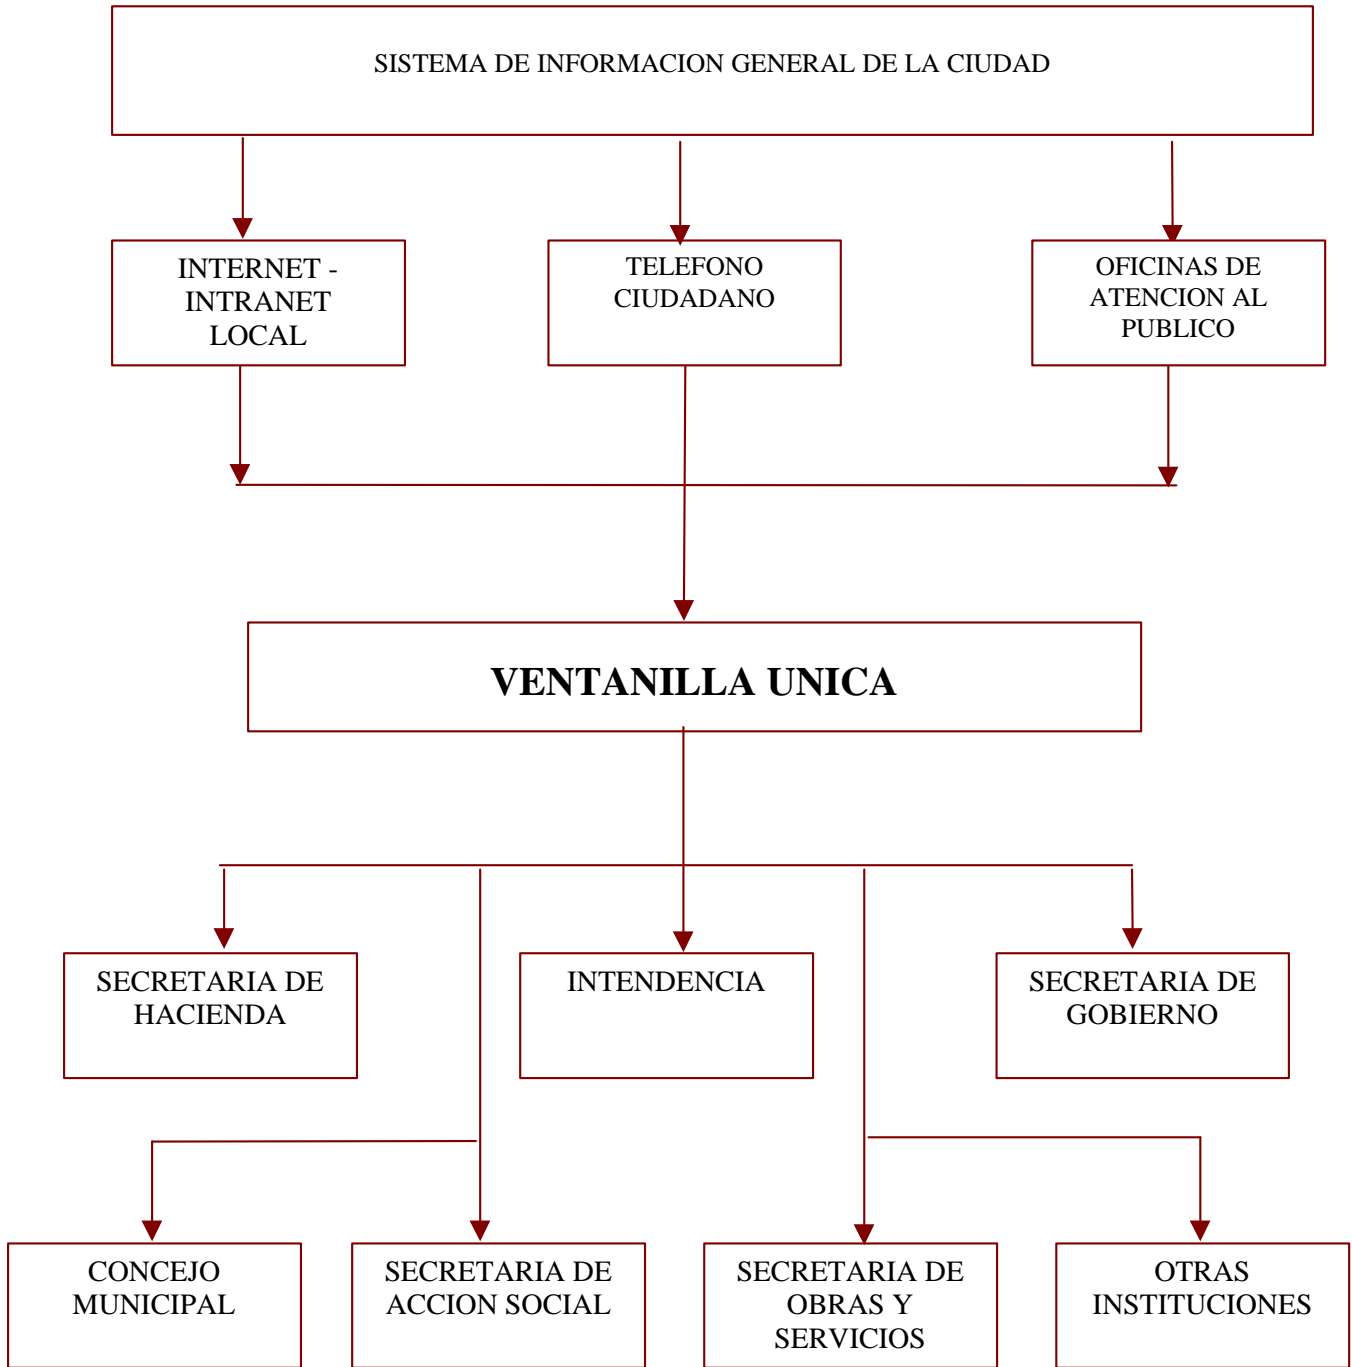 SISTEMA DE INFORMACION GENERAL DE LA CIUDAD
INTERNET -
INTRANET
LOCAL
TELEFONO
CIUDADANO
OFICINAS DE
ATENCION AL
PUBLICO
VENTANILLA UNICA
SECRETARIA DE
HACIENDA
INTENDENCIA
SECRETARIA DE
GOBIERNO
CONCEJO
MUNICIPAL
SECRETARIA DE
ACCION SOCIAL
SECRETARIA DE
OBRAS Y
SERVICIOS
OTRAS
INSTITUCIONES